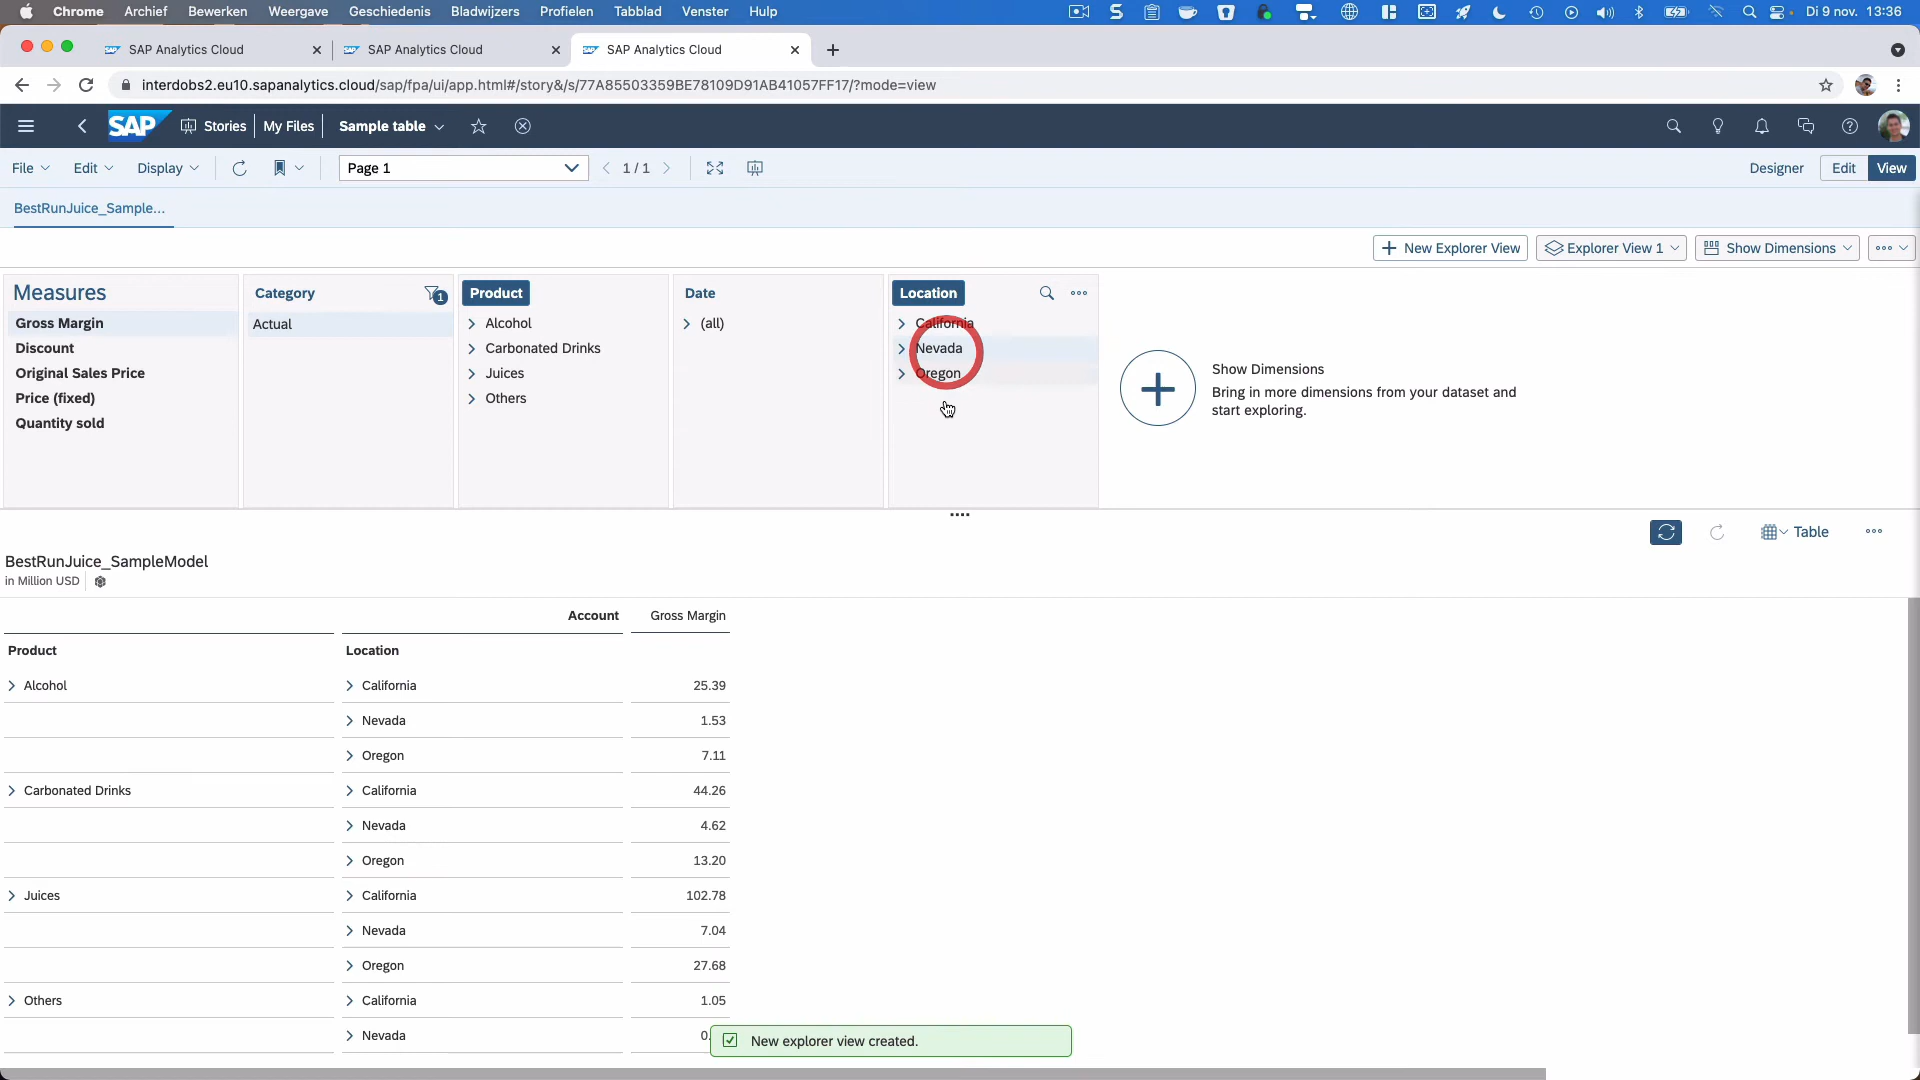 Chrome Archief Bewerken Weergave Geschiedenis Bladwijzers Profielen Tabblad Venster Hulp Di 9 nov. 13:36
SAP Analytics Cloud SAP Analytics Cloud SAP Analytics Cloud
interdobs2.eu10.sapanalytics.cloud/sap/fpa/ui/app.html#/story&/s/77A85503359BE78109D91AB41057FF17/?mode=view
SAP Stories My Files Sample table
File Edit Display Page 1 1 / 1 Designer Edit View
BestRunJuice_Sample...
New Explorer View Explorer View 1 Show Dimensions
Measures
Gross Margin
Discount
Original Sales Price
Price (fixed)
Quantity sold
Category 1
Actual
Product
Alcohol
Carbonated Drinks
Juices
Others
Date
(all)
Location
California
Nevada
Oregon
Show Dimensions
Bring in more dimensions from your dataset and
start exploring.
Table
BestRunJuice_SampleModel
in Million USD
Account Gross Margin
Product Location
Alcohol California 25.39
Nevada 1.53
Oregon 7.11
Carbonated Drinks California 44.26
Nevada 4.62
Oregon 13.20
Juices California 102.78
Nevada 7.04
Oregon 27.68
Others California 1.05
Nevada
New explorer view created.